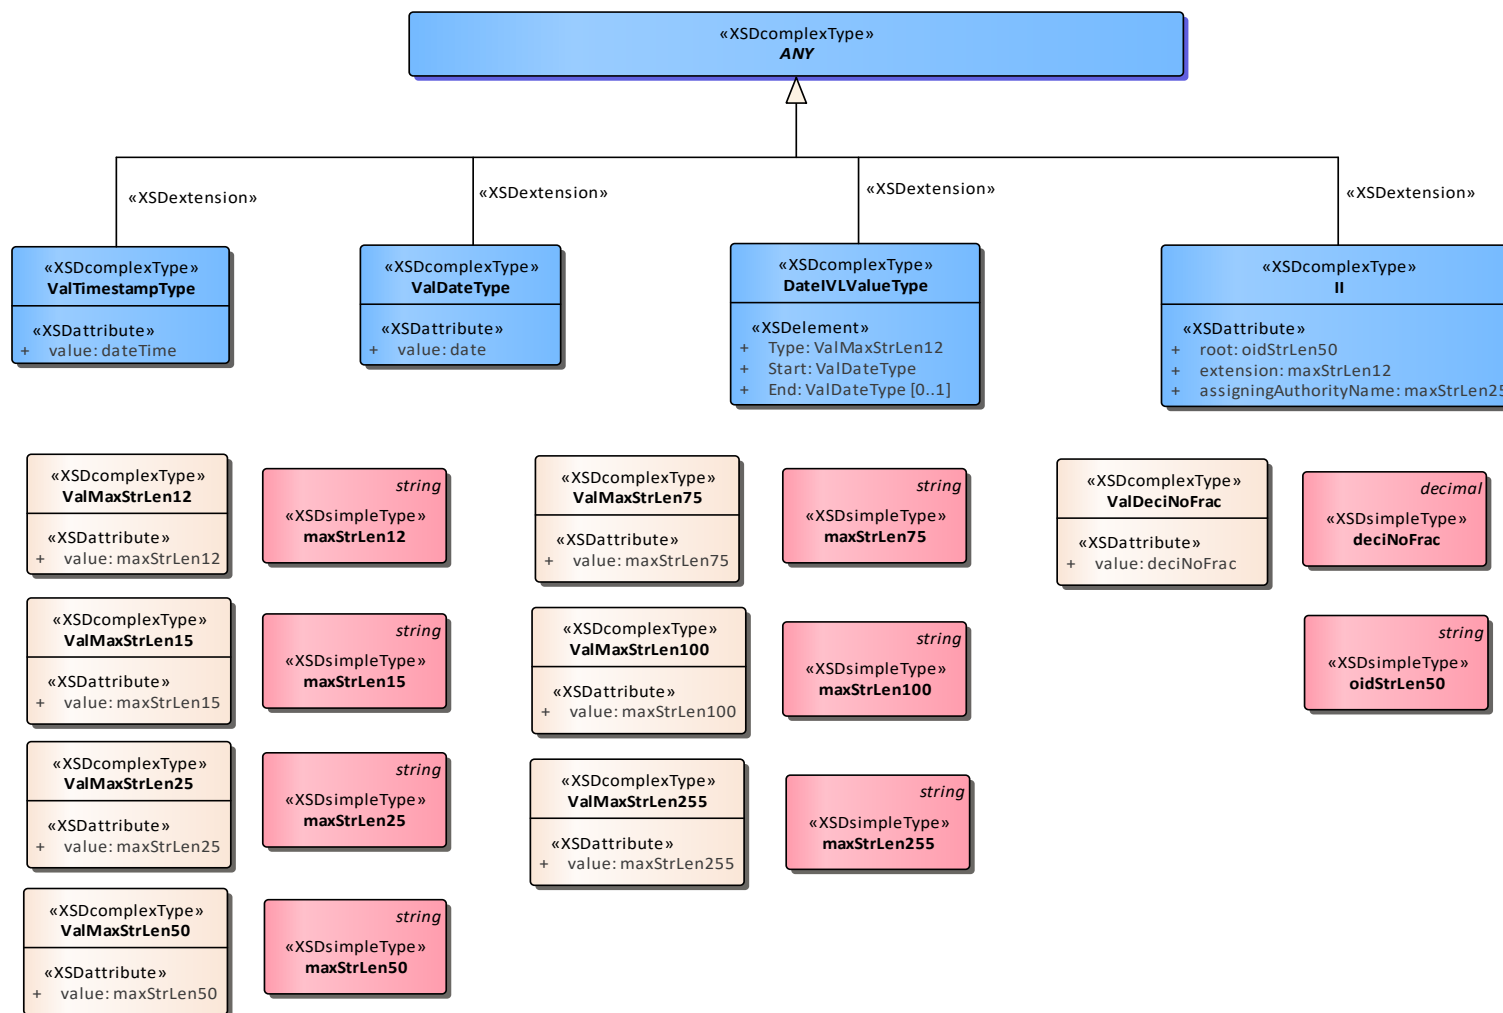 «XSDcomplexType»
ANY
«XSDextension»
«XSDextension»
«XSDextension»
«XSDextension»
«XSDcomplexType»
ValTimestampType
«XSDattribute»
+ value: dateTime
«XSDcomplexType»
ValDateType
«XSDattribute»
+ value: date
«XSDcomplexType»
DateIVLValueType
«XSDelement»
+ Type: ValMaxStrLen12
+ Start: ValDateType
+ End: ValDateType [0..1]
«XSDcomplexType»
II
«XSDattribute»
+ root: oidStrLen50
+ extension: maxStrLen12
+ assigningAuthorityName: maxStrLen25
«XSDcomplexType»
ValMaxStrLen12
«XSDattribute»
+ value: maxStrLen12
string
«XSDsimpleType»
maxStrLen12
«XSDcomplexType»
ValMaxStrLen75
«XSDattribute»
+ value: maxStrLen75
string
«XSDsimpleType»
maxStrLen75
«XSDcomplexType»
ValDeciNoFrac
«XSDattribute»
+ value: deciNoFrac
decimal
«XSDsimpleType»
deciNoFrac
«XSDcomplexType»
ValMaxStrLen15
«XSDattribute»
+ value: maxStrLen15
string
«XSDsimpleType»
maxStrLen15
«XSDcomplexType»
ValMaxStrLen100
«XSDattribute»
+ value: maxStrLen100
string
«XSDsimpleType»
maxStrLen100
string
«XSDsimpleType»
oidStrLen50
«XSDcomplexType»
ValMaxStrLen25
«XSDattribute»
+ value: maxStrLen25
string
«XSDsimpleType»
maxStrLen25
«XSDcomplexType»
ValMaxStrLen255
«XSDattribute»
+ value: maxStrLen255
string
«XSDsimpleType»
maxStrLen255
«XSDcomplexType»
ValMaxStrLen50
«XSDattribute»
+ value: maxStrLen50
string
«XSDsimpleType»
maxStrLen50